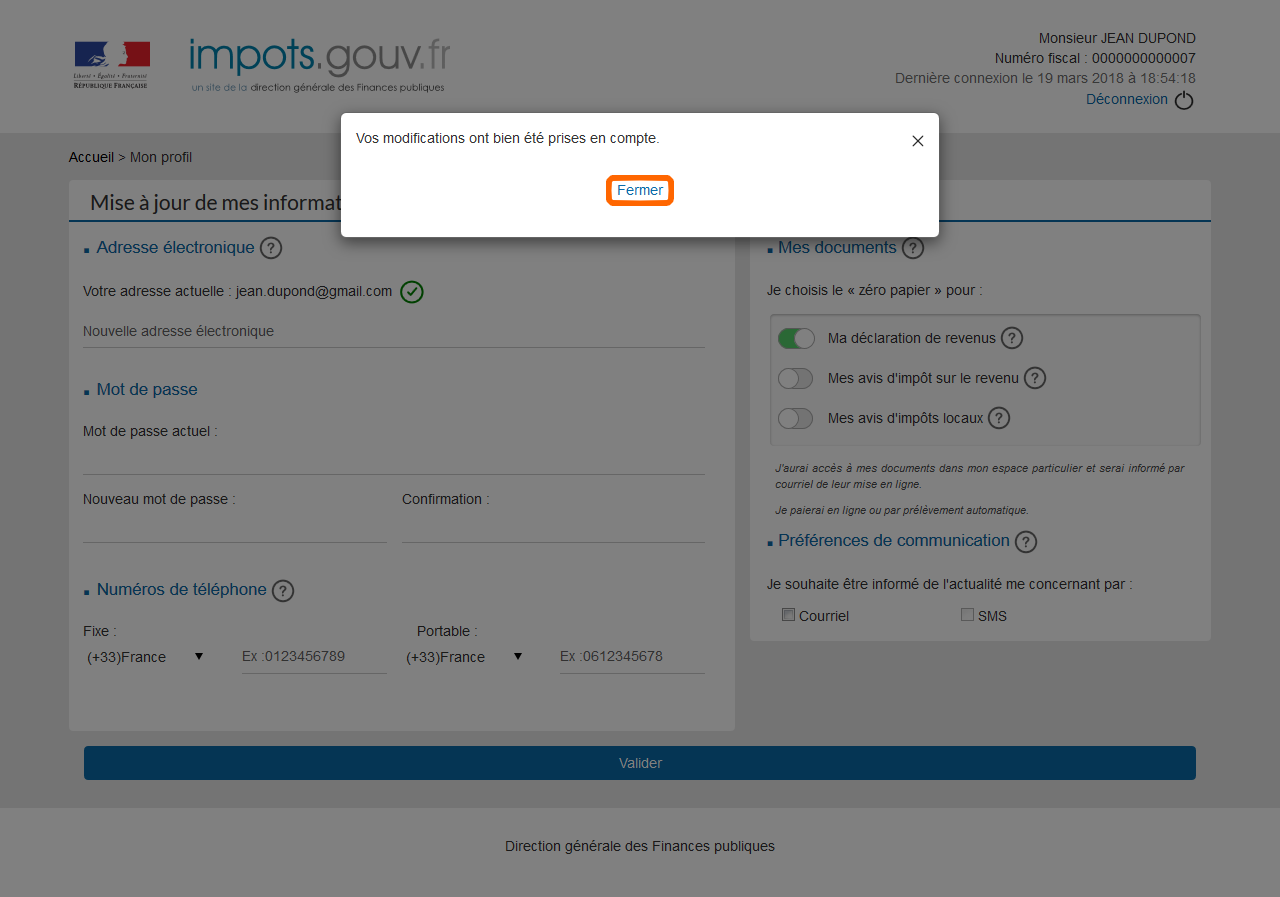 Liberté • Égalité • Fraternité
RÉPUBLIQUE FRANÇAISE
impots.gouv.fr
un site de la direction générale des Finances publiques
Monsieur JEAN DUPOND
Numéro fiscal : 0000000000007
Dernière connexion le 19 mars 2018 à 18:54:18
Déconnexion
Vos modifications ont bien été prises en compte.
Fermer
Accueil > Mon profil
Mise à jour de mes informat
Adresse électronique ?
Votre adresse actuelle : jean.dupond@gmail.com
Nouvelle adresse électronique
Mot de passe
Mot de passe actuel :
Nouveau mot de passe :
Confirmation :
Numéros de téléphone ?
Fixe :
Portable :
(+33)France
Ex :0123456789
(+33)France
Ex :0612345678
Mes documents ?
Je choisis le « zéro papier » pour :
Ma déclaration de revenus ?
Mes avis d'impôt sur le revenu ?
Mes avis d'impôts locaux ?
J'aurai accès à mes documents dans mon espace particulier et serai informé par
courriel de leur mise en ligne.
Je paierai en ligne ou par prélèvement automatique.
Préférences de communication ?
Je souhaite être informé de l'actualité me concernant par :
Courriel
SMS
Valider
Direction générale des Finances publiques